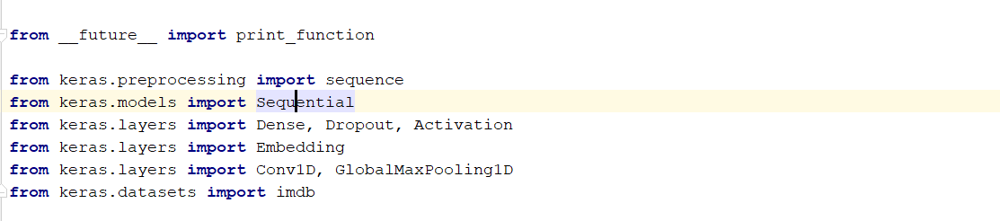 from __future__ import print_function
from keras.preprocessing import sequence
from keras.models import Sequential
from keras.layers import Dense, Dropout, Activation
from keras.layers import Embedding
from keras.layers import Conv1D, GlobalMaxPooling1D
from keras.datasets import imdb